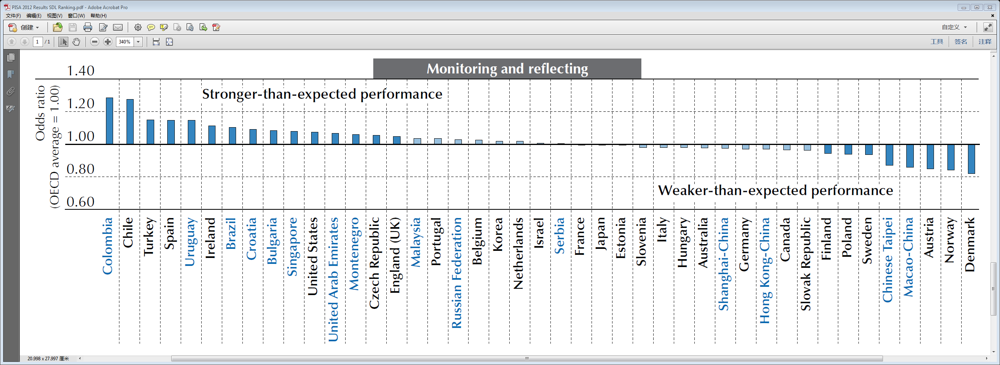 PISA 2012 Results SDL Ranking.pdf - Adobe Acrobat Pro
文件(F) 编辑(E) 视图(V) 窗口(W) 帮助(H)
创建
自定义
1 / 1
340%
工具 签名 注释
Monitoring and reflecting
1.40
Stronger-than-expected performance
1.20
1.00
0.80
0.60
Odds ratio
(OECD average = 1.00)
Weaker-than-expected performance
Colombia
Chile
Turkey
Spain
Uruguay
Ireland
Brazil
Croatia
Bulgaria
Singapore
United States
United Arab Emirates
Montenegro
Czech Republic
England (UK)
Malaysia
Portugal
Russian Federation
Belgium
Korea
Netherlands
Israel
Serbia
France
Japan
Estonia
Slovenia
Italy
Hungary
Australia
Shanghai-China
Germany
Hong Kong-China
Canada
Slovak Republic
Finland
Poland
Sweden
Chinese Taipei
Macao-China
Austria
Norway
Denmark
20.998 x 27.997 厘米